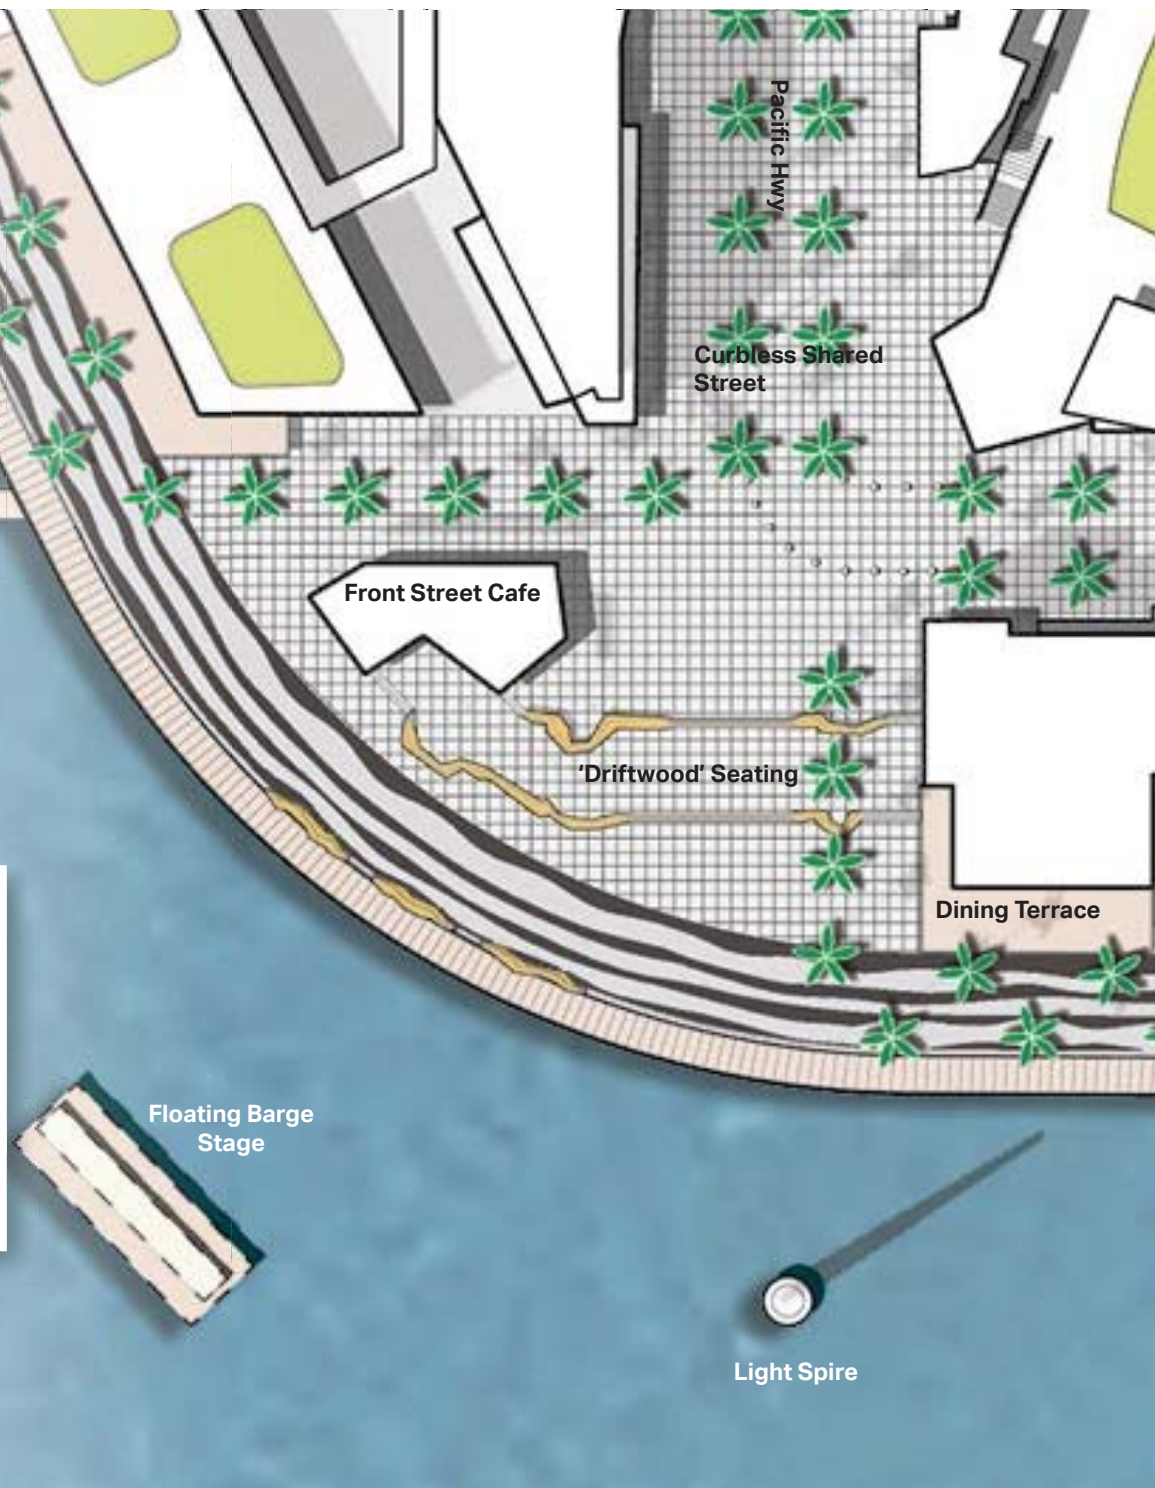 Pacific Hwy
Curbless Shared
Street
Front Street Cafe
‘Driftwood’ Seating
Dining Terrace
Floating Barge
Stage
Light Spire